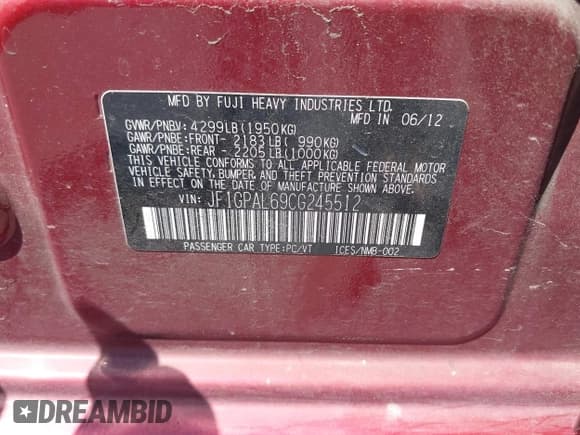 MFD BY FUJI HEAVY INDUSTRIES LTD.
MFD IN 06/12
GVWR/PNBV: 4299LB(1950KG)
GAWR/PNBE:FRONT- 2183LB( 990KG)
GAWR/PNBE:REAR - 2205LB(1000KG)
THIS VEHICLE CONFORMS TO ALL APPLICABLE FEDERAL MOTOR
VEHICLE SAFETY, BUMPER, AND THEFT PREVENTION STANDARDS
IN EFFECT ON THE DATE OF MANUFACTURE SHOWN ABOVE.
VIN: JF1GPAL69CG245512
PASSENGER CAR TYPE:PC/VT ICES/NMB-002
DREAMBID